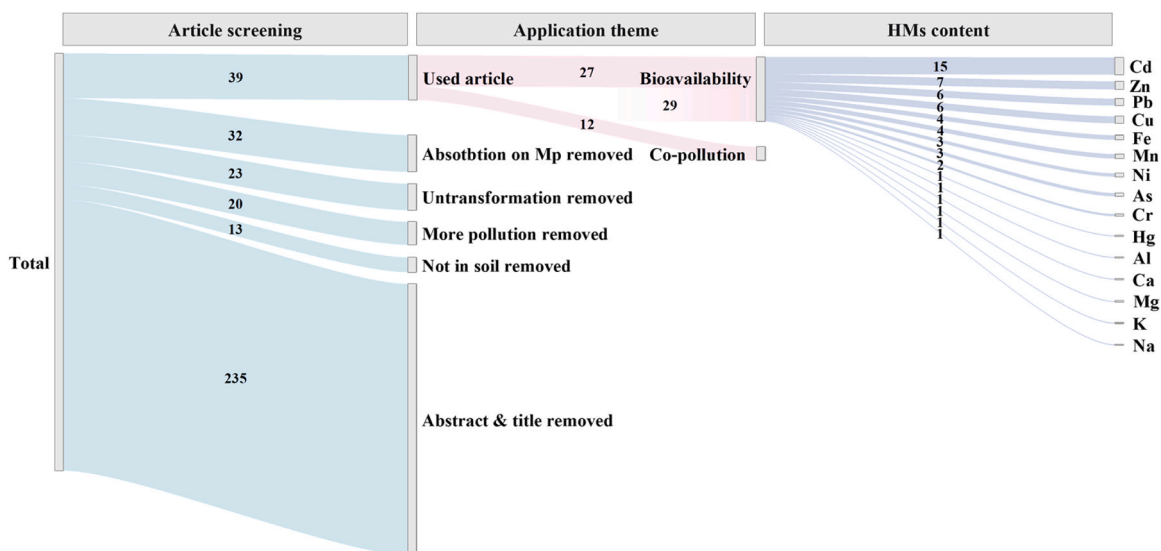 Article screening
Application theme
HMs content
Total
39
32
23
20
13
235
Used article
Absotbtion on Mp removed
Untransformation removed
More pollution removed
Not in soil removed
Abstract & title removed
27
29
12
Bioavailability
Co-pollution
15
7
6
6
4
4
3
3
2
1
1
1
1
1
1
Cd
Zn
Pb
Cu
Fe
Mn
Ni
As
Cr
Hg
Al
Ca
Mg
K
Na